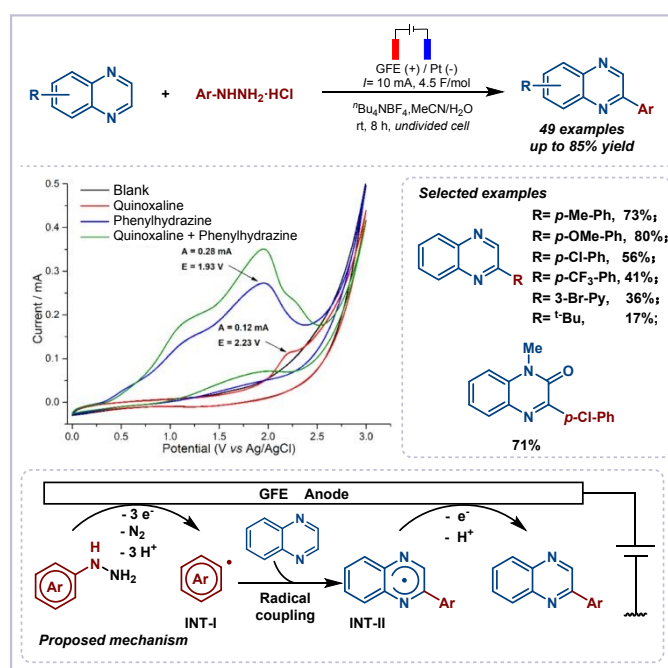 GFE (+) / Pt (-)
I= 10 mA, 4.5 F/mol
R
N
N
+
Ar-NHNH₂·HCl
ⁿBu₄NBF₄,MeCN/H₂O
rt, 8 h, undivided cell
R
N
N
Ar
49 examples
up to 85% yield
Blank
Quinoxaline
Phenylhydrazine
Quinoxaline + Phenylhydrazine
A = 0.28 mA
E = 1.93 V
A = 0.12 mA
E = 2.23 V
Current / mA
0.5
0.4
0.3
0.2
0.1
0.0
0.0 0.5 1.0 1.5 2.0 2.5 3.0
Potential (V vs Ag/AgCl)
Selected examples
N
N
R
R= p-Me-Ph, 73%;
R= p-OMe-Ph, 80%;
R= p-Cl-Ph, 56%;
R= p-CF₃-Ph, 41%;
R= 3-Br-Py, 36%;
R= ᵗ⁻Bu, 17%;
Me
N
O
N
p-Cl-Ph
71%
GFE Anode
- 3 e⁻
- N₂
- 3 H⁺
- e⁻
- H⁺
H
N
NH₂
Ar
Ar
INT-I
N
N
Radical
coupling
N
N
Ar
INT-II
N
N
Ar
Proposed mechanism